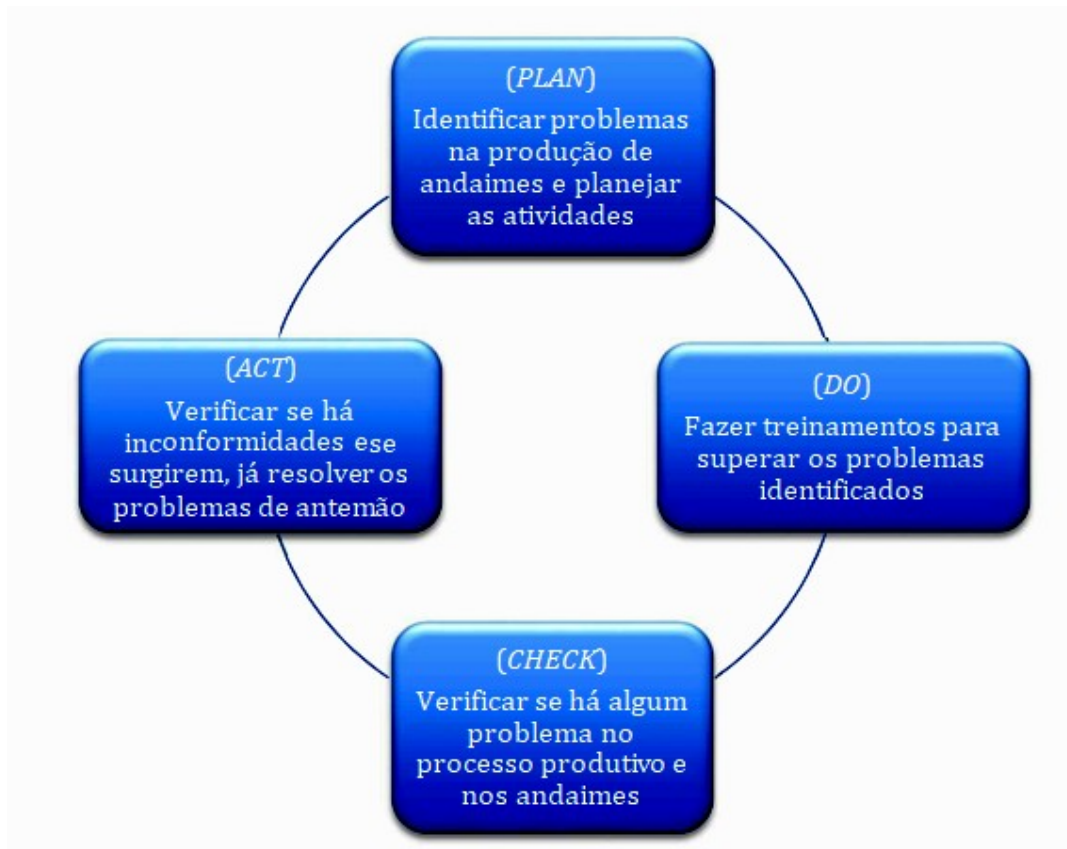 (PLAN)
Identificar problemas
na produção de
andaimes e planejar
as atividades
(ACT)
Verificar se há
inconformidades ese
surgirem, já resolver os
problemas de antemão
(DO)
Fazer treinamentos para
superar os problemas
identificados
(CHECK)
Verificar se há algum
problema no
processo produtivo e
nos andaimes